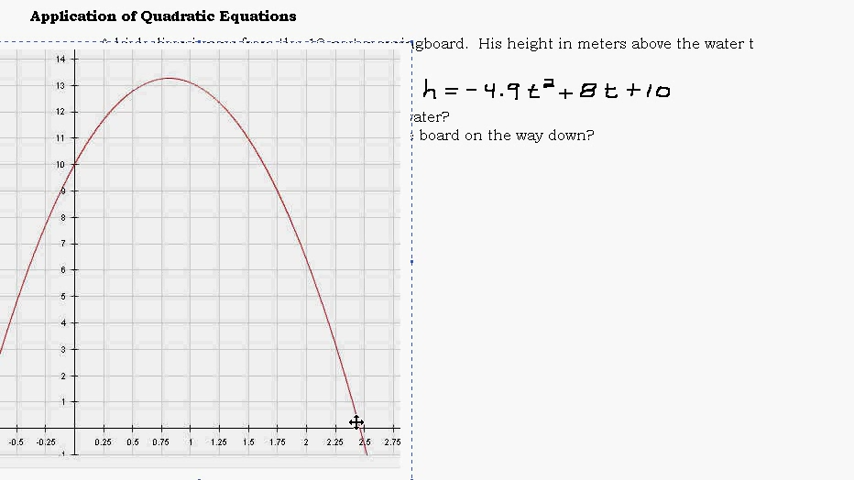 Application of Quadratic Equations
gboard. His height in meters above the water t
h = -4.9t²+8t+10
ater?
board on the way down?
14
13
12
11
10
9
8
7
6
5
4
3
2
1
-0.5 -0.25 0.25 0.5 0.75 1 1.25 1.5 1.75 2 2.25 2.5 2.75
-1